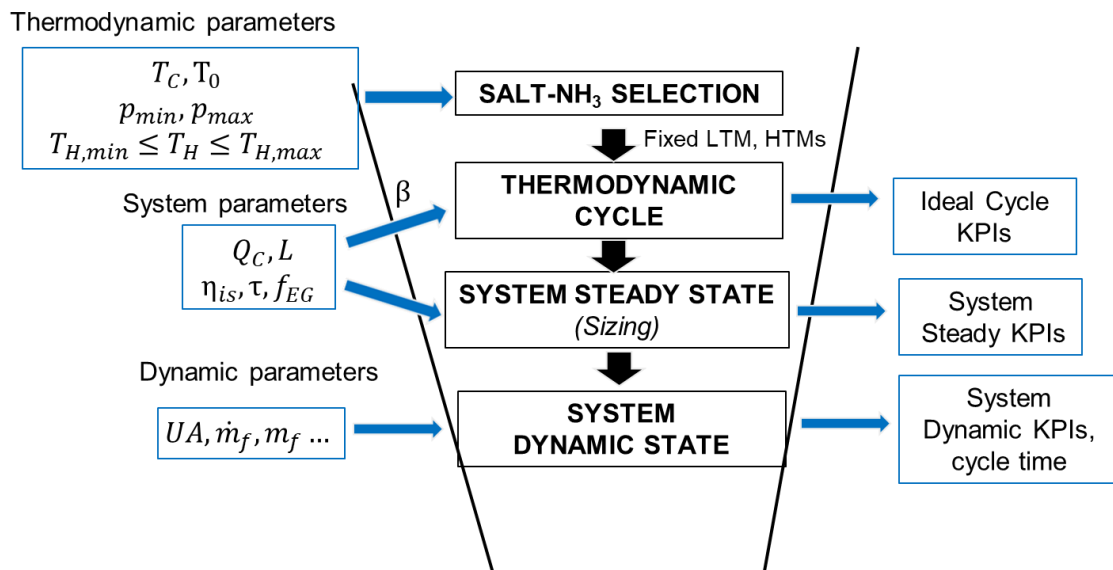 Thermodynamic parameters
T_C, T_0
p_min, p_max
T_H,min ≤ T_H ≤ T_H,max
SALT-NH₃ SELECTION
Fixed LTM, HTMs
System parameters
β
Q_C, L
η_is, τ, f_EG
THERMODYNAMIC
CYCLE
Ideal Cycle
KPIs
SYSTEM STEADY STATE
(Sizing)
System
Steady KPIs
Dynamic parameters
UA, ṁ_f, m_f ...
SYSTEM
DYNAMIC STATE
System
Dynamic KPIs,
cycle time